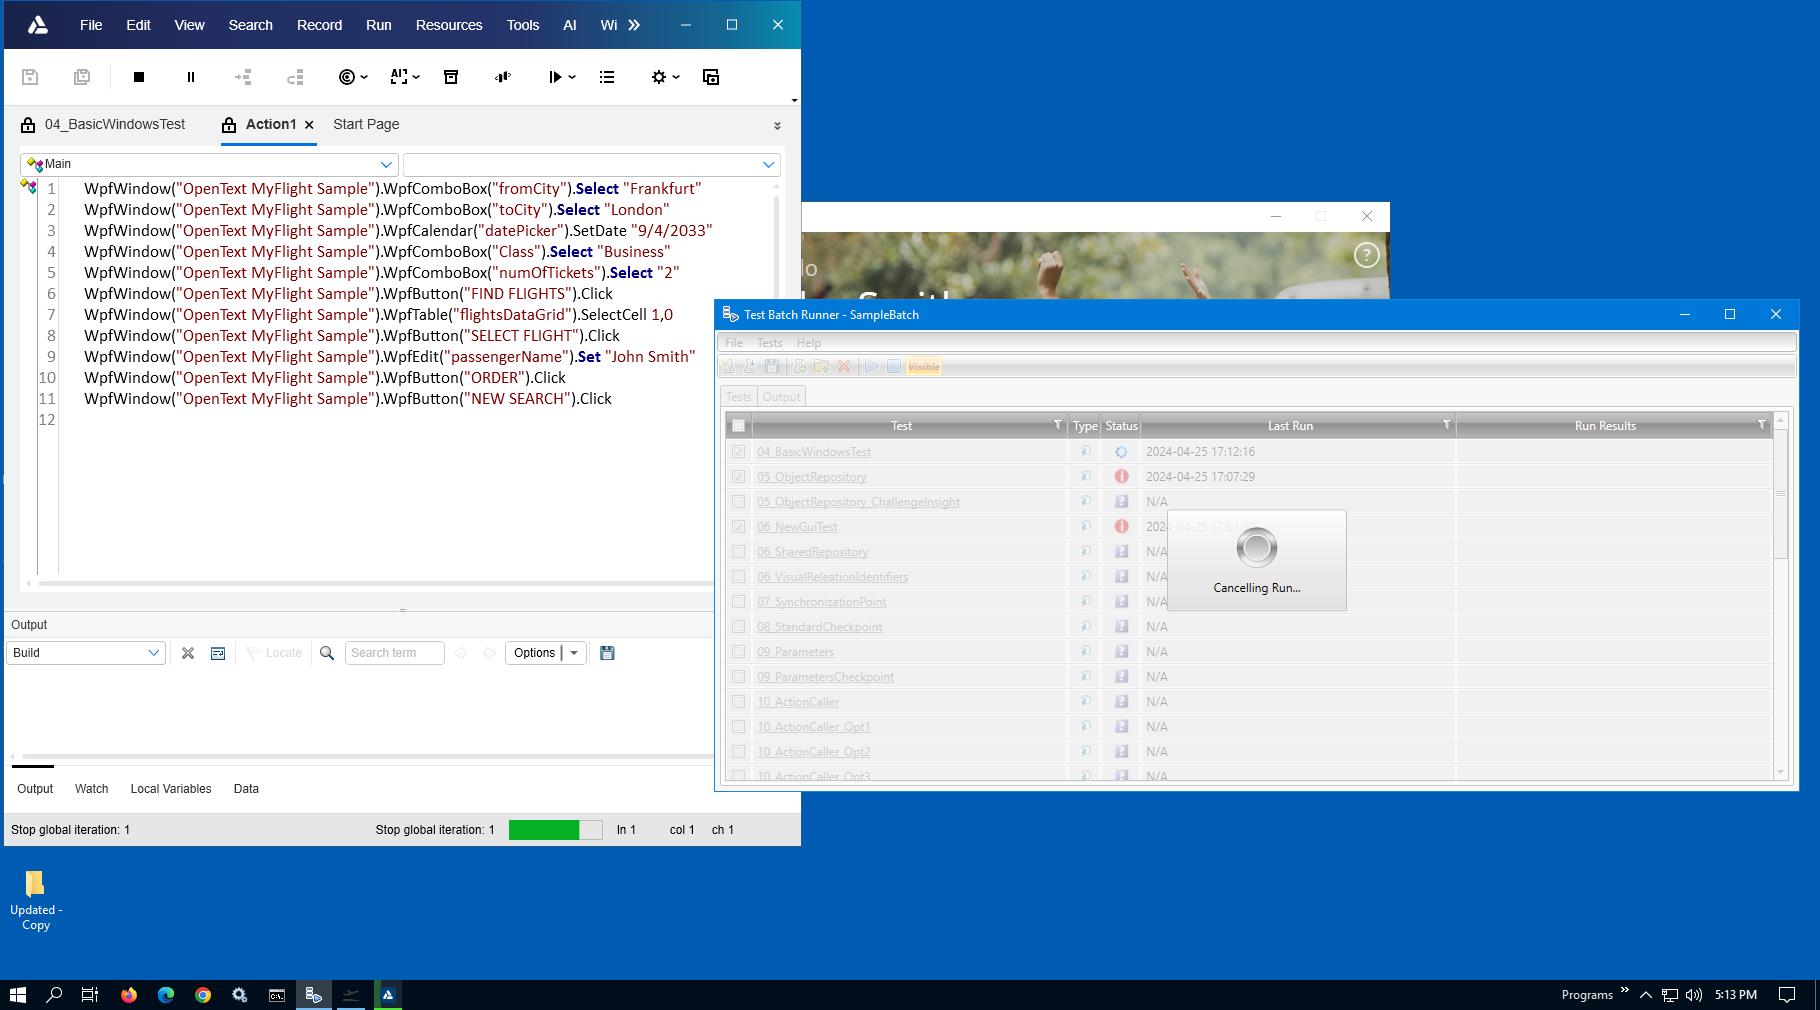 File Edit View Search Record Run Resources Tools AI Wi
04_BasicWindowsTest Action1 Start Page
Main
1 WpfWindow("OpenText MyFlight Sample").WpfComboBox("fromCity").Select "Frankfurt"
2 WpfWindow("OpenText MyFlight Sample").WpfComboBox("toCity").Select "London"
3 WpfWindow("OpenText MyFlight Sample").WpfCalendar("datePicker").SetDate "9/4/2033"
4 WpfWindow("OpenText MyFlight Sample").WpfComboBox("Class").Select "Business"
5 WpfWindow("OpenText MyFlight Sample").WpfComboBox("numOfTickets").Select "2"
6 WpfWindow("OpenText MyFlight Sample").WpfButton("FIND FLIGHTS").Click
7 WpfWindow("OpenText MyFlight Sample").WpfTable("flightsDataGrid").SelectCell 1,0
8 WpfWindow("OpenText MyFlight Sample").WpfButton("SELECT FLIGHT").Click
9 WpfWindow("OpenText MyFlight Sample").WpfEdit("passengerName").Set "John Smith"
10 WpfWindow("OpenText MyFlight Sample").WpfButton("ORDER").Click
11 WpfWindow("OpenText MyFlight Sample").WpfButton("NEW SEARCH").Click
12
Output
Build Locate Search term Options
Output Watch Local Variables Data
Stop global iteration: 1 Stop global iteration: 1 ln 1 col 1 ch 1
Test Batch Runner - SampleBatch
File Tests Help
Visible
Tests Output
Test Type Status Last Run Run Results
04_BasicWindowsTest 2024-04-25 17:12:16
05_ObjectRepository 2024-04-25 17:07:29
05_ObjectRepository_ChallengeInsight N/A
06_NewGuiTest
06_SharedRepository N/A
06_VisualReleationIdentifiers N/A
07_SynchronizationPoint N/A
08_StandardCheckpoint N/A
09_Parameters N/A
09_ParametersCheckpoint N/A
10_ActionCaller N/A
10_ActionCaller_Opt1 N/A
10_ActionCaller_Opt2 N/A
10_ActionCaller_Opt3 N/A
Cancelling Run...
Updated -
Copy
Programs 5:13 PM